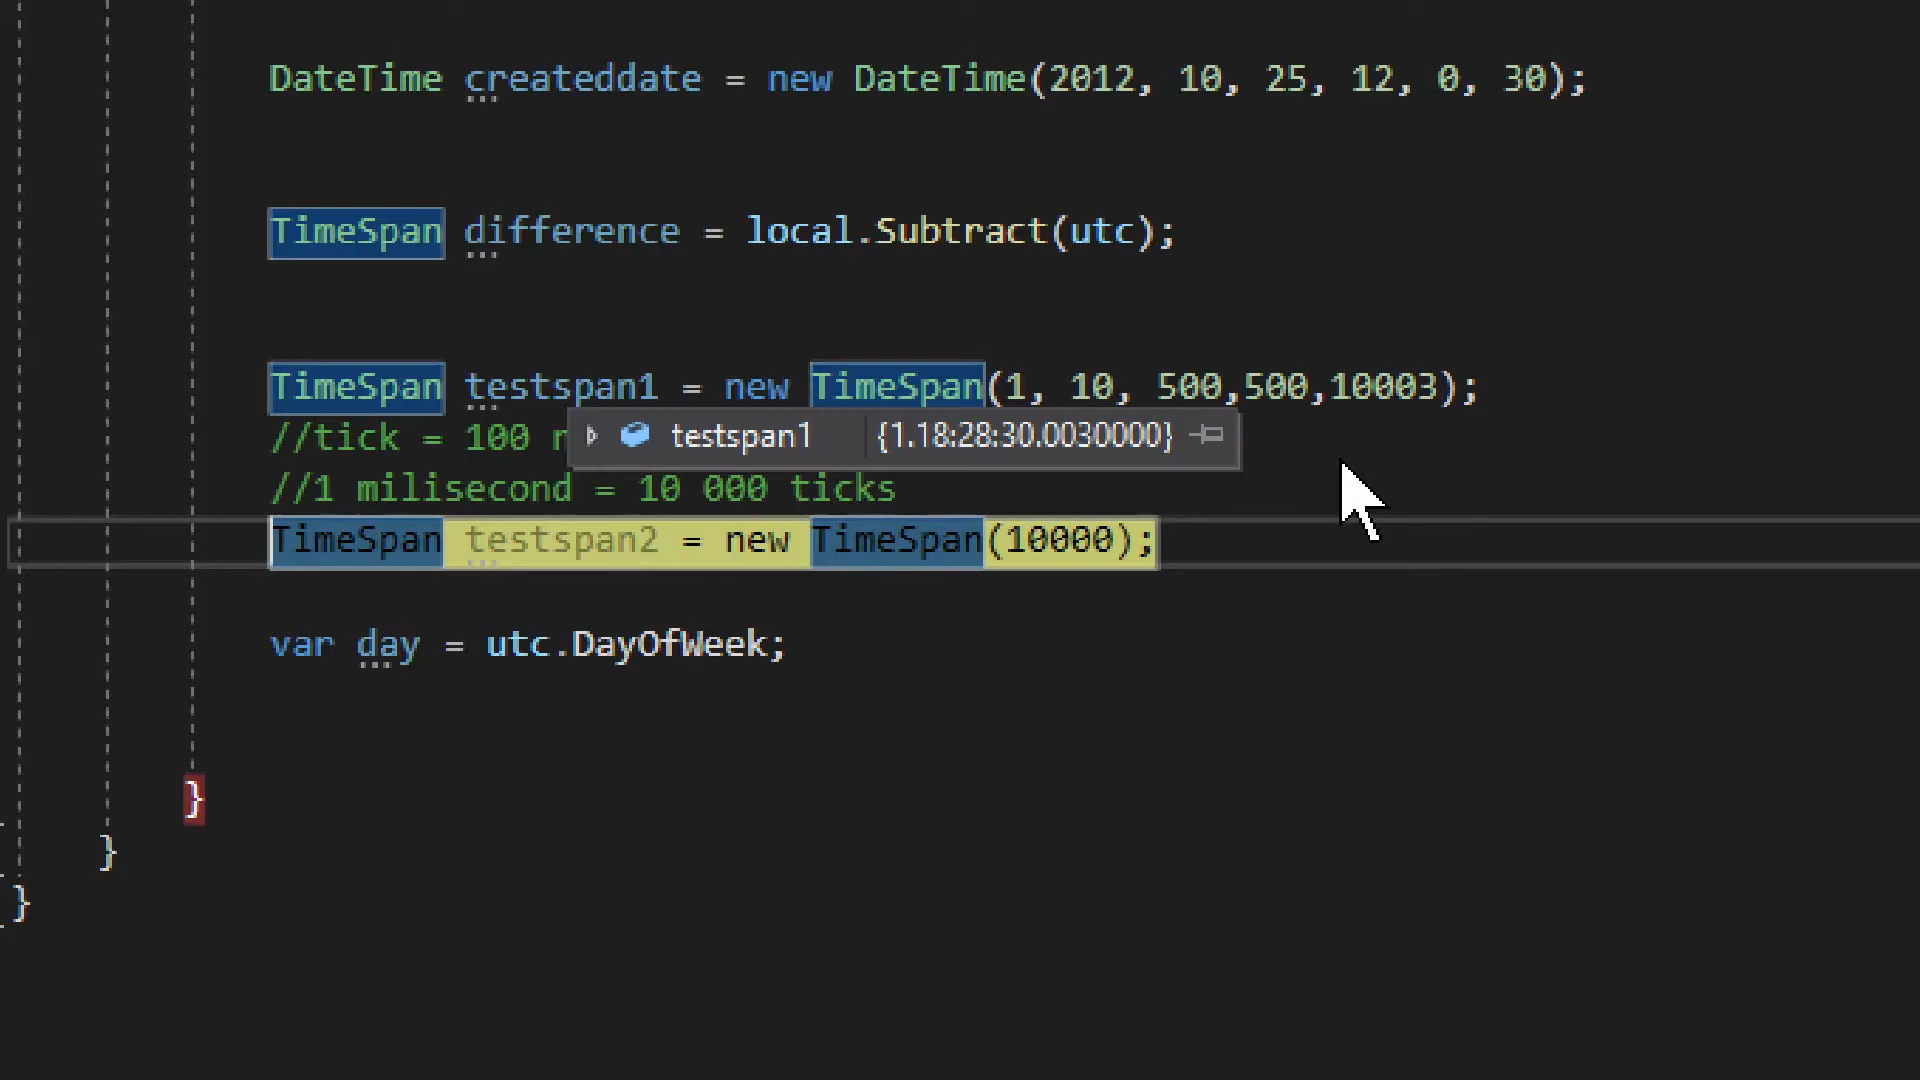 DateTime createddate = new DateTime(2012, 10, 25, 12, 0, 30);
TimeSpan difference = local.Subtract(utc);
TimeSpan testspan1 = new TimeSpan(1, 10, 500,500,10003);
//tick = 100
testspan1 {1.18:28:30.0030000}
//1 milisecond = 10 000 ticks
TimeSpan testspan2 = new TimeSpan(10000);
var day = utc.DayOfWeek;
}
}
}